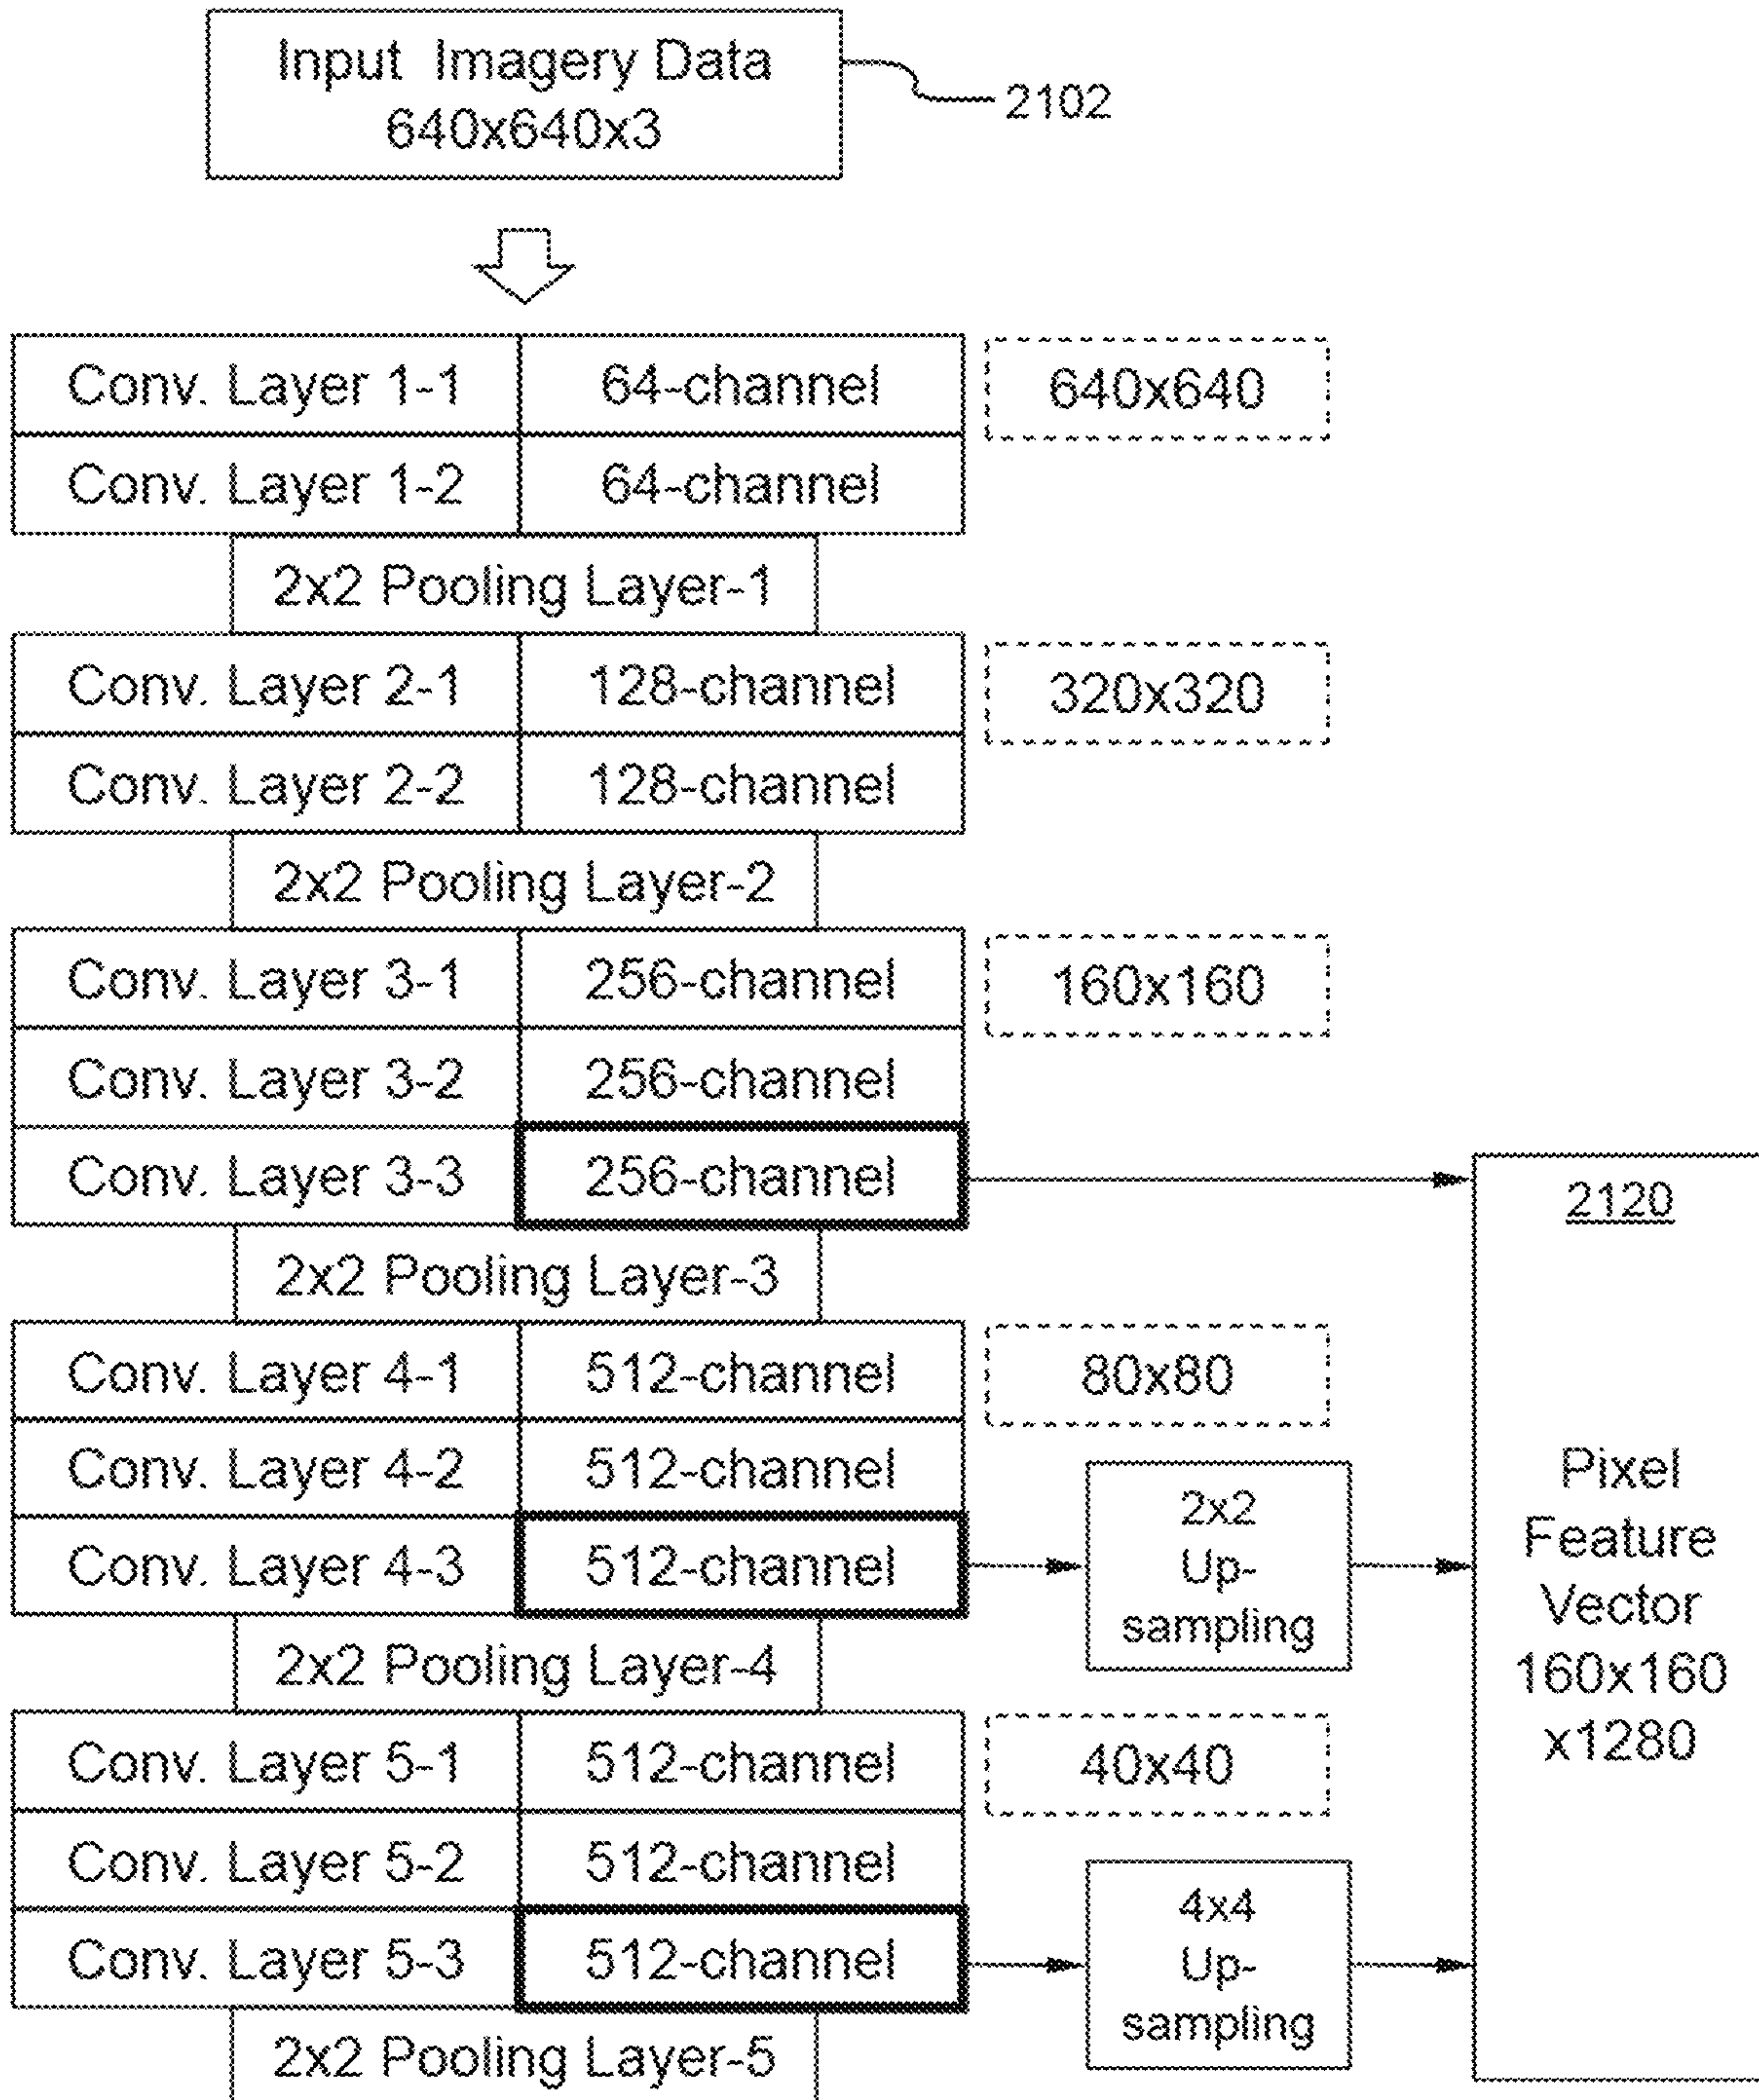 Input Imagery Data
640x640x3
2102
Conv. Layer 1-1 64-channel 640x640
Conv. Layer 1-2 64-channel
2x2 Pooling Layer-1
Conv. Layer 2-1 128-channel 320x320
Conv. Layer 2-2 128-channel
2x2 Pooling Layer-2
Conv. Layer 3-1 256-channel 160x160
Conv. Layer 3-2 256-channel
Conv. Layer 3-3 256-channel
2x2 Pooling Layer-3
Conv. Layer 4-1 512-channel 80x80
Conv. Layer 4-2 512-channel
Conv. Layer 4-3 512-channel
2x2
Up-
sampling
2x2 Pooling Layer-4
Conv. Layer 5-1 512-channel 40x40
Conv. Layer 5-2 512-channel
Conv. Layer 5-3 512-channel
4x4
Up-
sampling
2x2 Pooling Layer-5
2120
Pixel
Feature
Vector
160x160
x1280